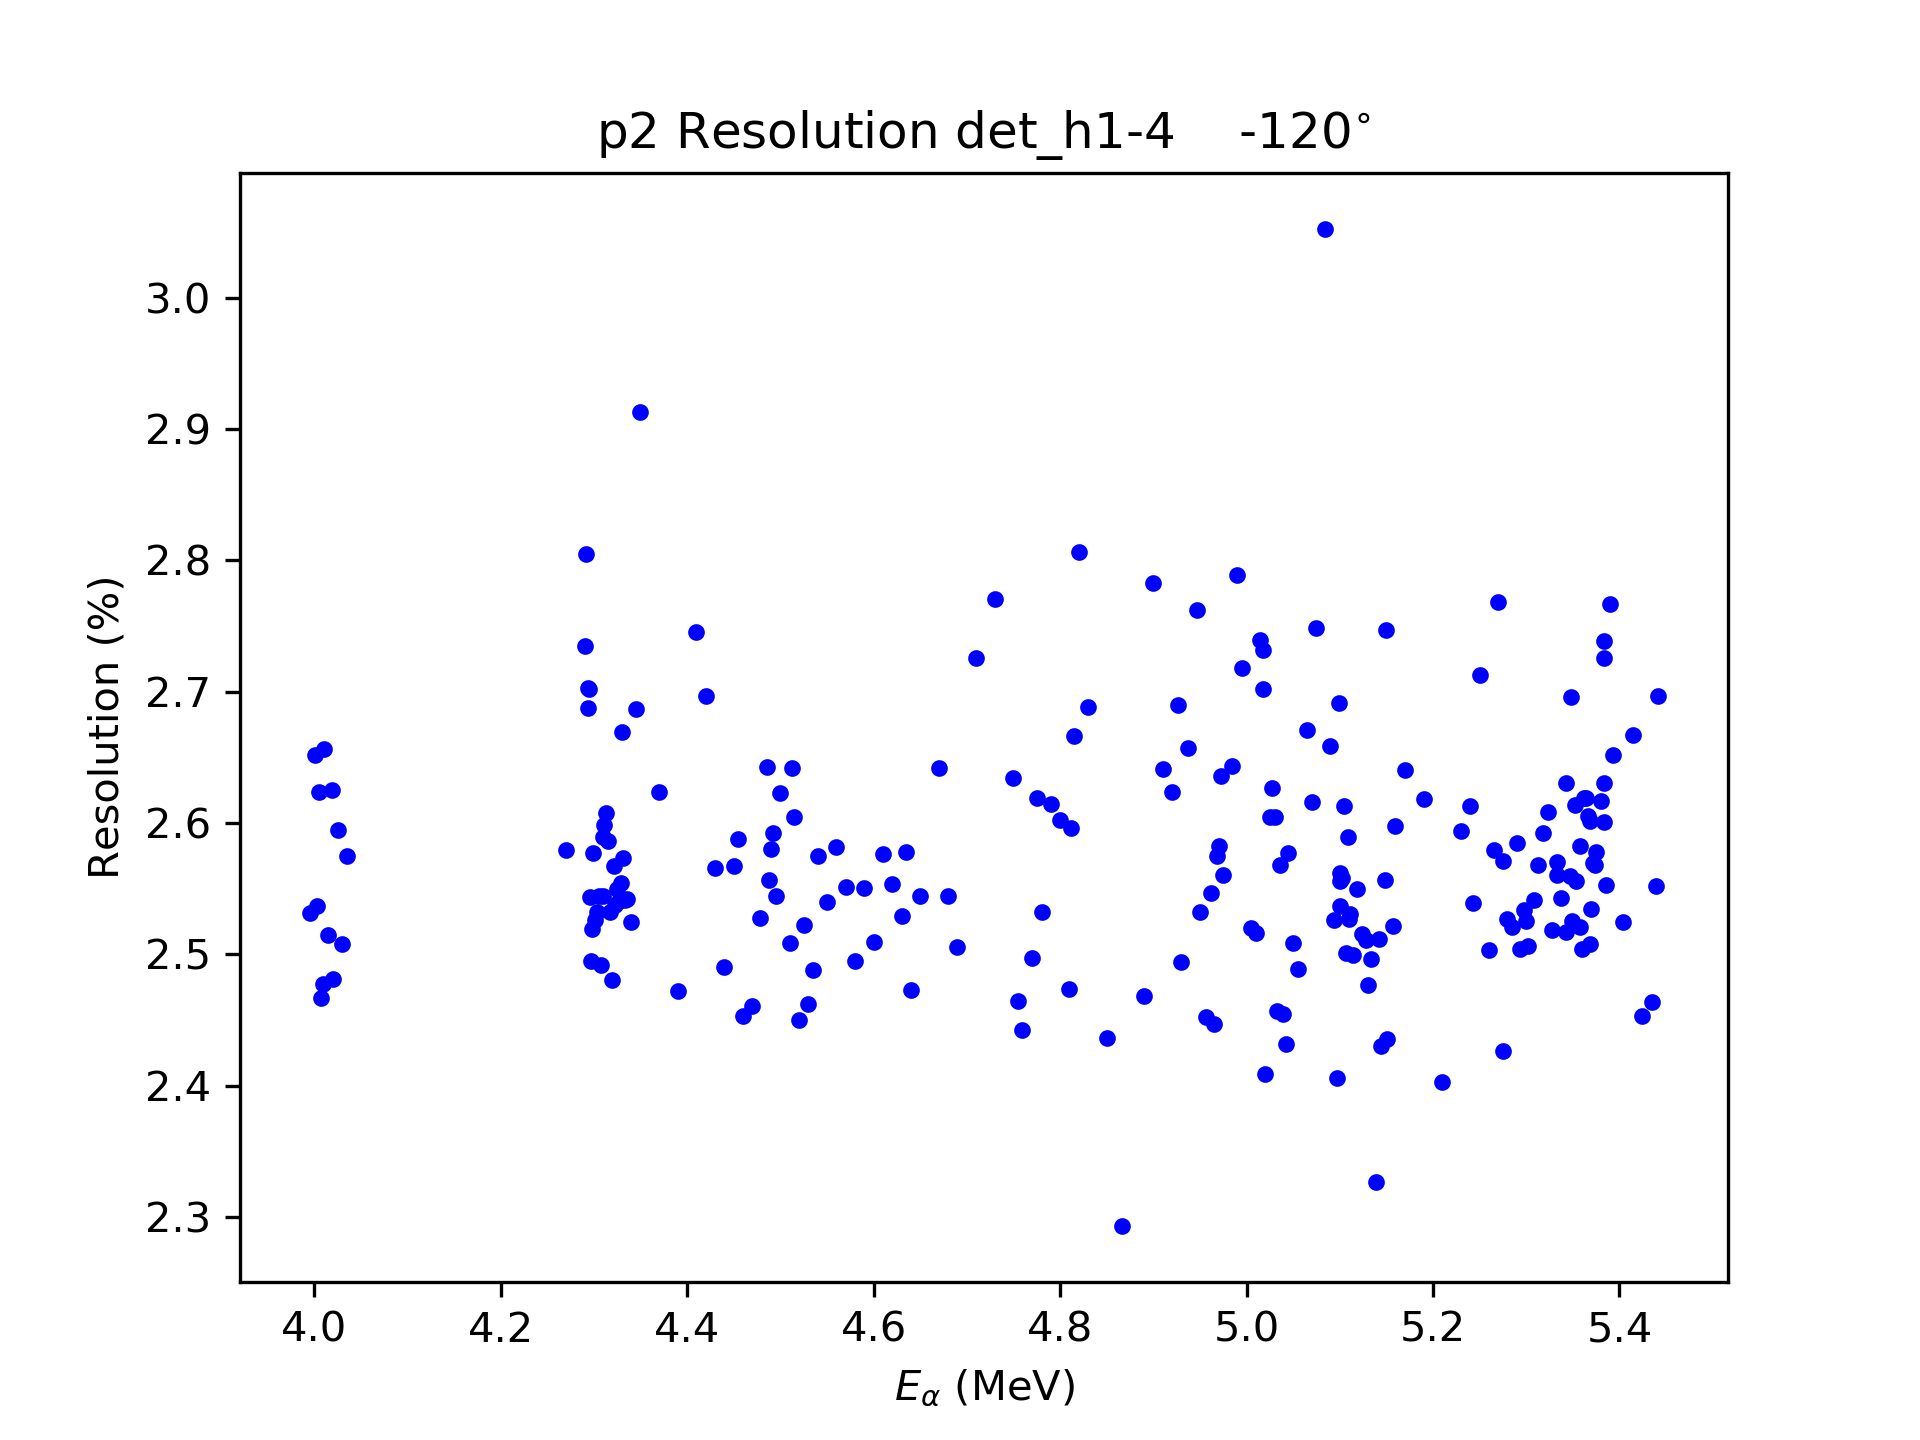 p2 Resolution det_h1-4 -120°
Resolution (%)
3.0
2.9
2.8
2.7
2.6
2.5
2.4
2.3
4.0 4.2 4.4 4.6 4.8 5.0 5.2 5.4
Eα (MeV)